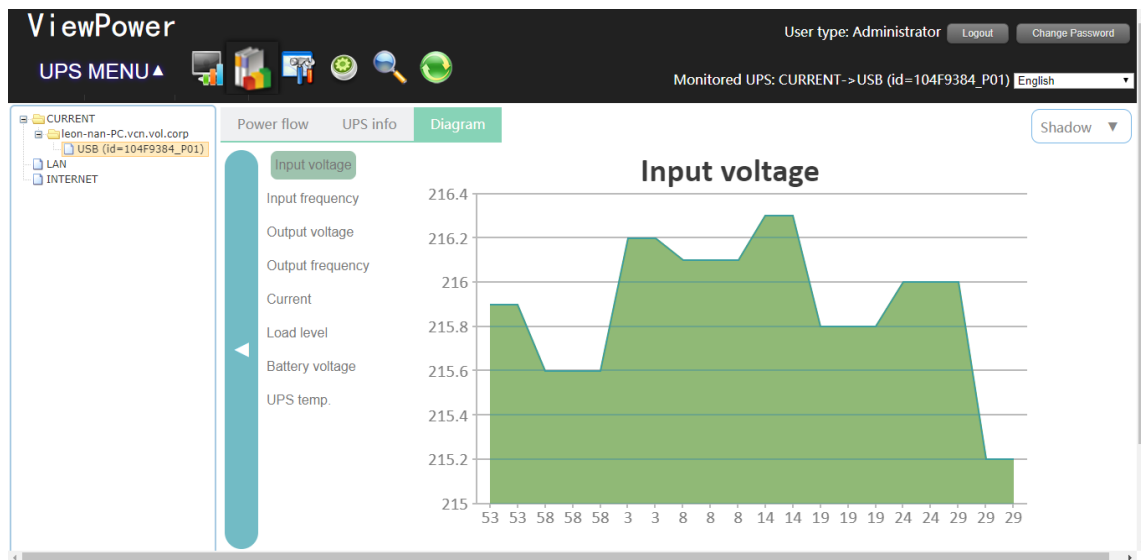 ViewPower
User type: Administrator Logout Change Password
UPS MENU▲
Monitored UPS: CURRENT->USB (id=104F9384_P01) English
CURRENT
leon-nan-PC.vcn.vol.corp
USB (id=104F9384_P01)
LAN
INTERNET
Power flow UPS info Diagram
Shadow ▼
Input voltage
Input frequency
Output voltage
Output frequency
Current
Load level
Battery voltage
UPS temp.
Input voltage
216.4
216.2
216
215.8
215.6
215.4
215.2
215
53 53 58 58 58 3 3 8 8 8 14 14 19 19 19 24 24 29 29 29